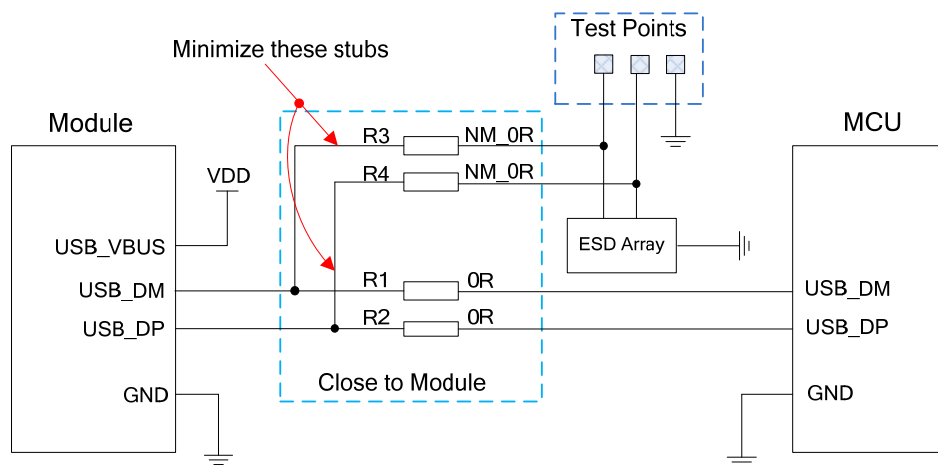 Test Points
Minimize these stubs
Module
MCU
R3 NM_0R
R4 NM_0R
VDD
ESD Array
USB_VBUS
USB_DM
R1 0R
USB_DM
USB_DP
R2 0R
USB_DP
Close to Module
GND
GND